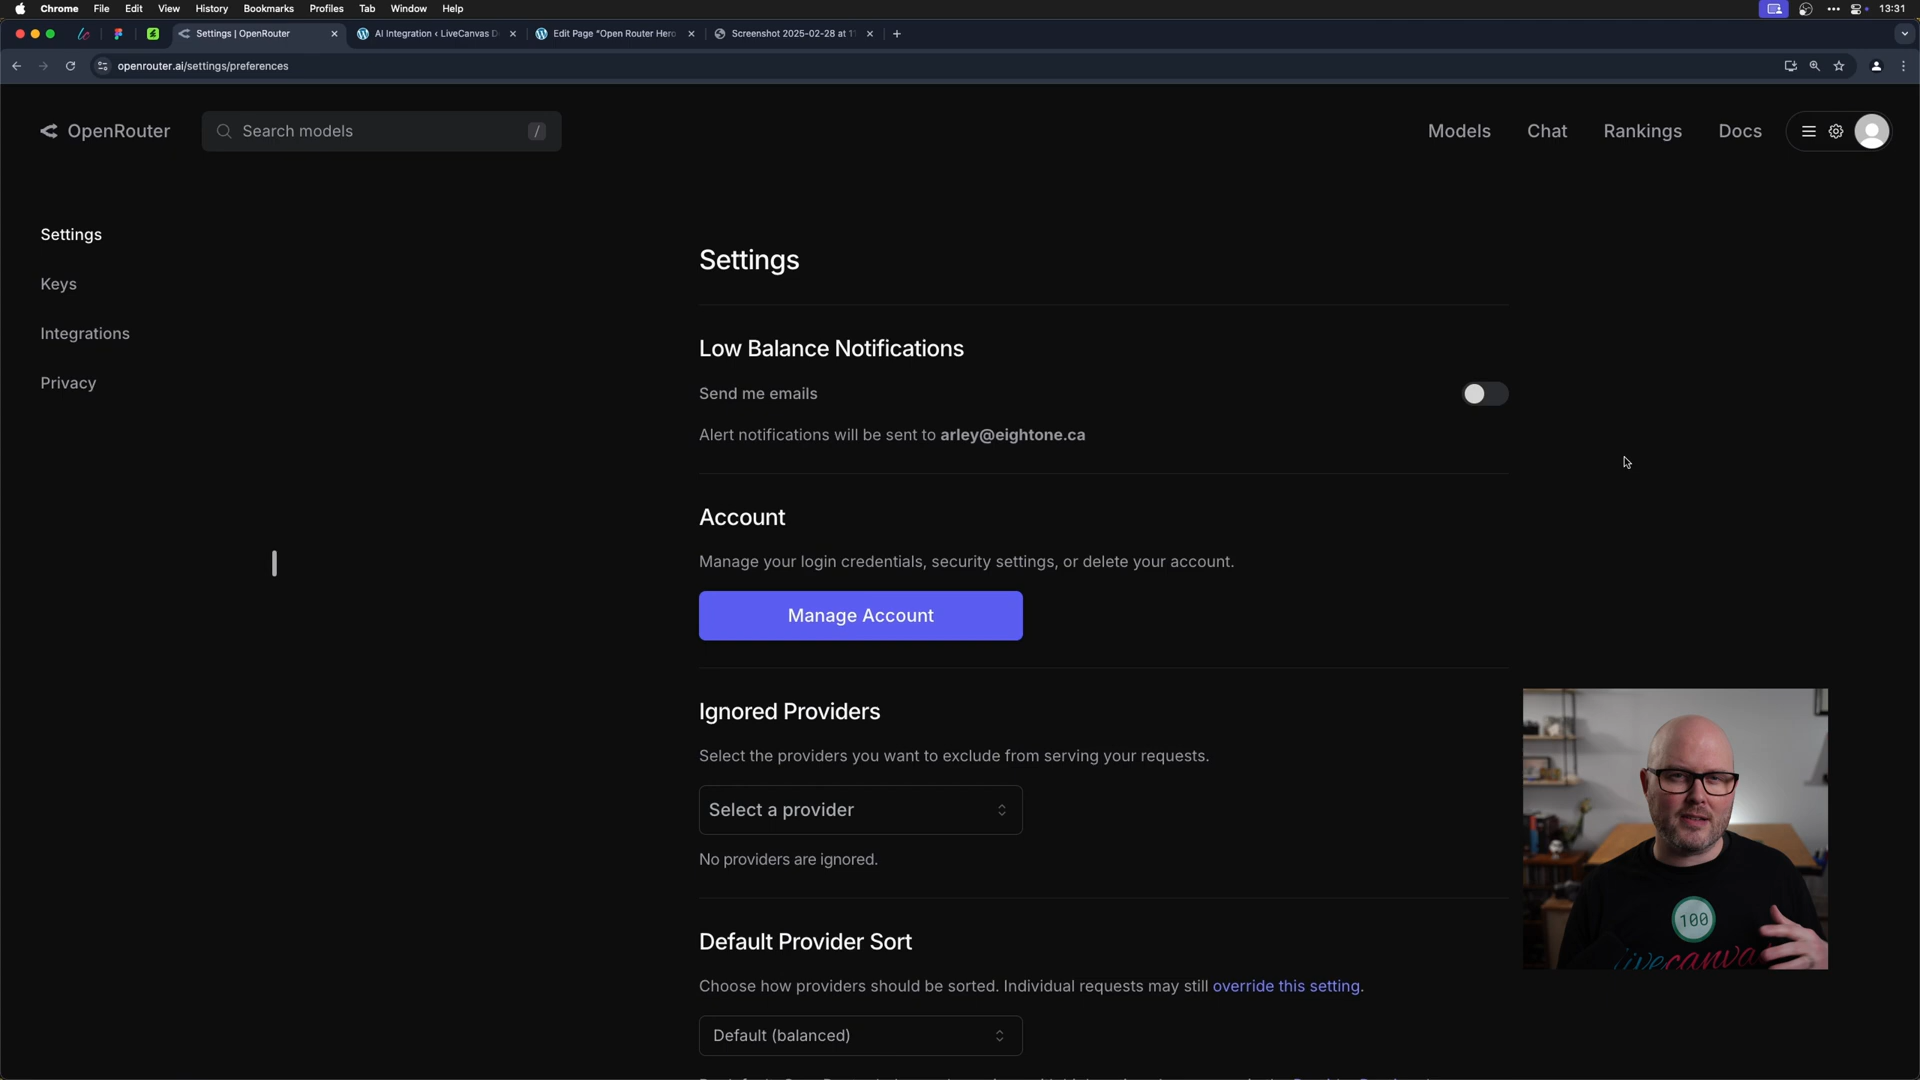 Chrome File Edit View History Bookmarks Profiles Tab Window Help 13:31
Settings | OpenRouter AI Integration ‹ LiveCanvas D Edit Page “Open Router Hero Screenshot 2025-02-28 at 1
openrouter.ai/settings/preferences
OpenRouter Search models / Models Chat Rankings Docs
Settings
Keys
Integrations
Privacy
Settings
Low Balance Notifications
Send me emails
Alert notifications will be sent to arley@eightone.ca
Account
Manage your login credentials, security settings, or delete your account.
Manage Account
Ignored Providers
Select the providers you want to exclude from serving your requests.
Select a provider
No providers are ignored.
Default Provider Sort
Choose how providers should be sorted. Individual requests may still override this setting.
Default (balanced)
100
livecanvas